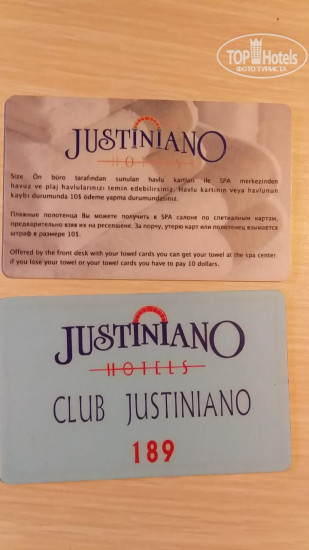 TOP Hotels
ФОТО ТУРИСТА
JUSTINIANO
HOTELS
Size Ön büro tarafından sunulan havlu kartları ile SPA merkezinden
havuz ve plaj havlularımızı temin edebilirsiniz. Havlu kartının veya havlunun
kaybı durumunda 10$ ödeme yapma durumundasınız.
Пляжные полотенца Вы можете получить в SPA салоне по спетиалным картам,
предварително взяв их на ресепшене. За порчу, утерю карт или полотенец взымается
штраф в размере 10$.
Offered by the front desk with your towel cards you can get your towel at the spa center.
if you lose your towel or your towel cards you have to pay 10 dollars.
JUSTINIANO
HOTELS
CLUB JUSTINIANO
189